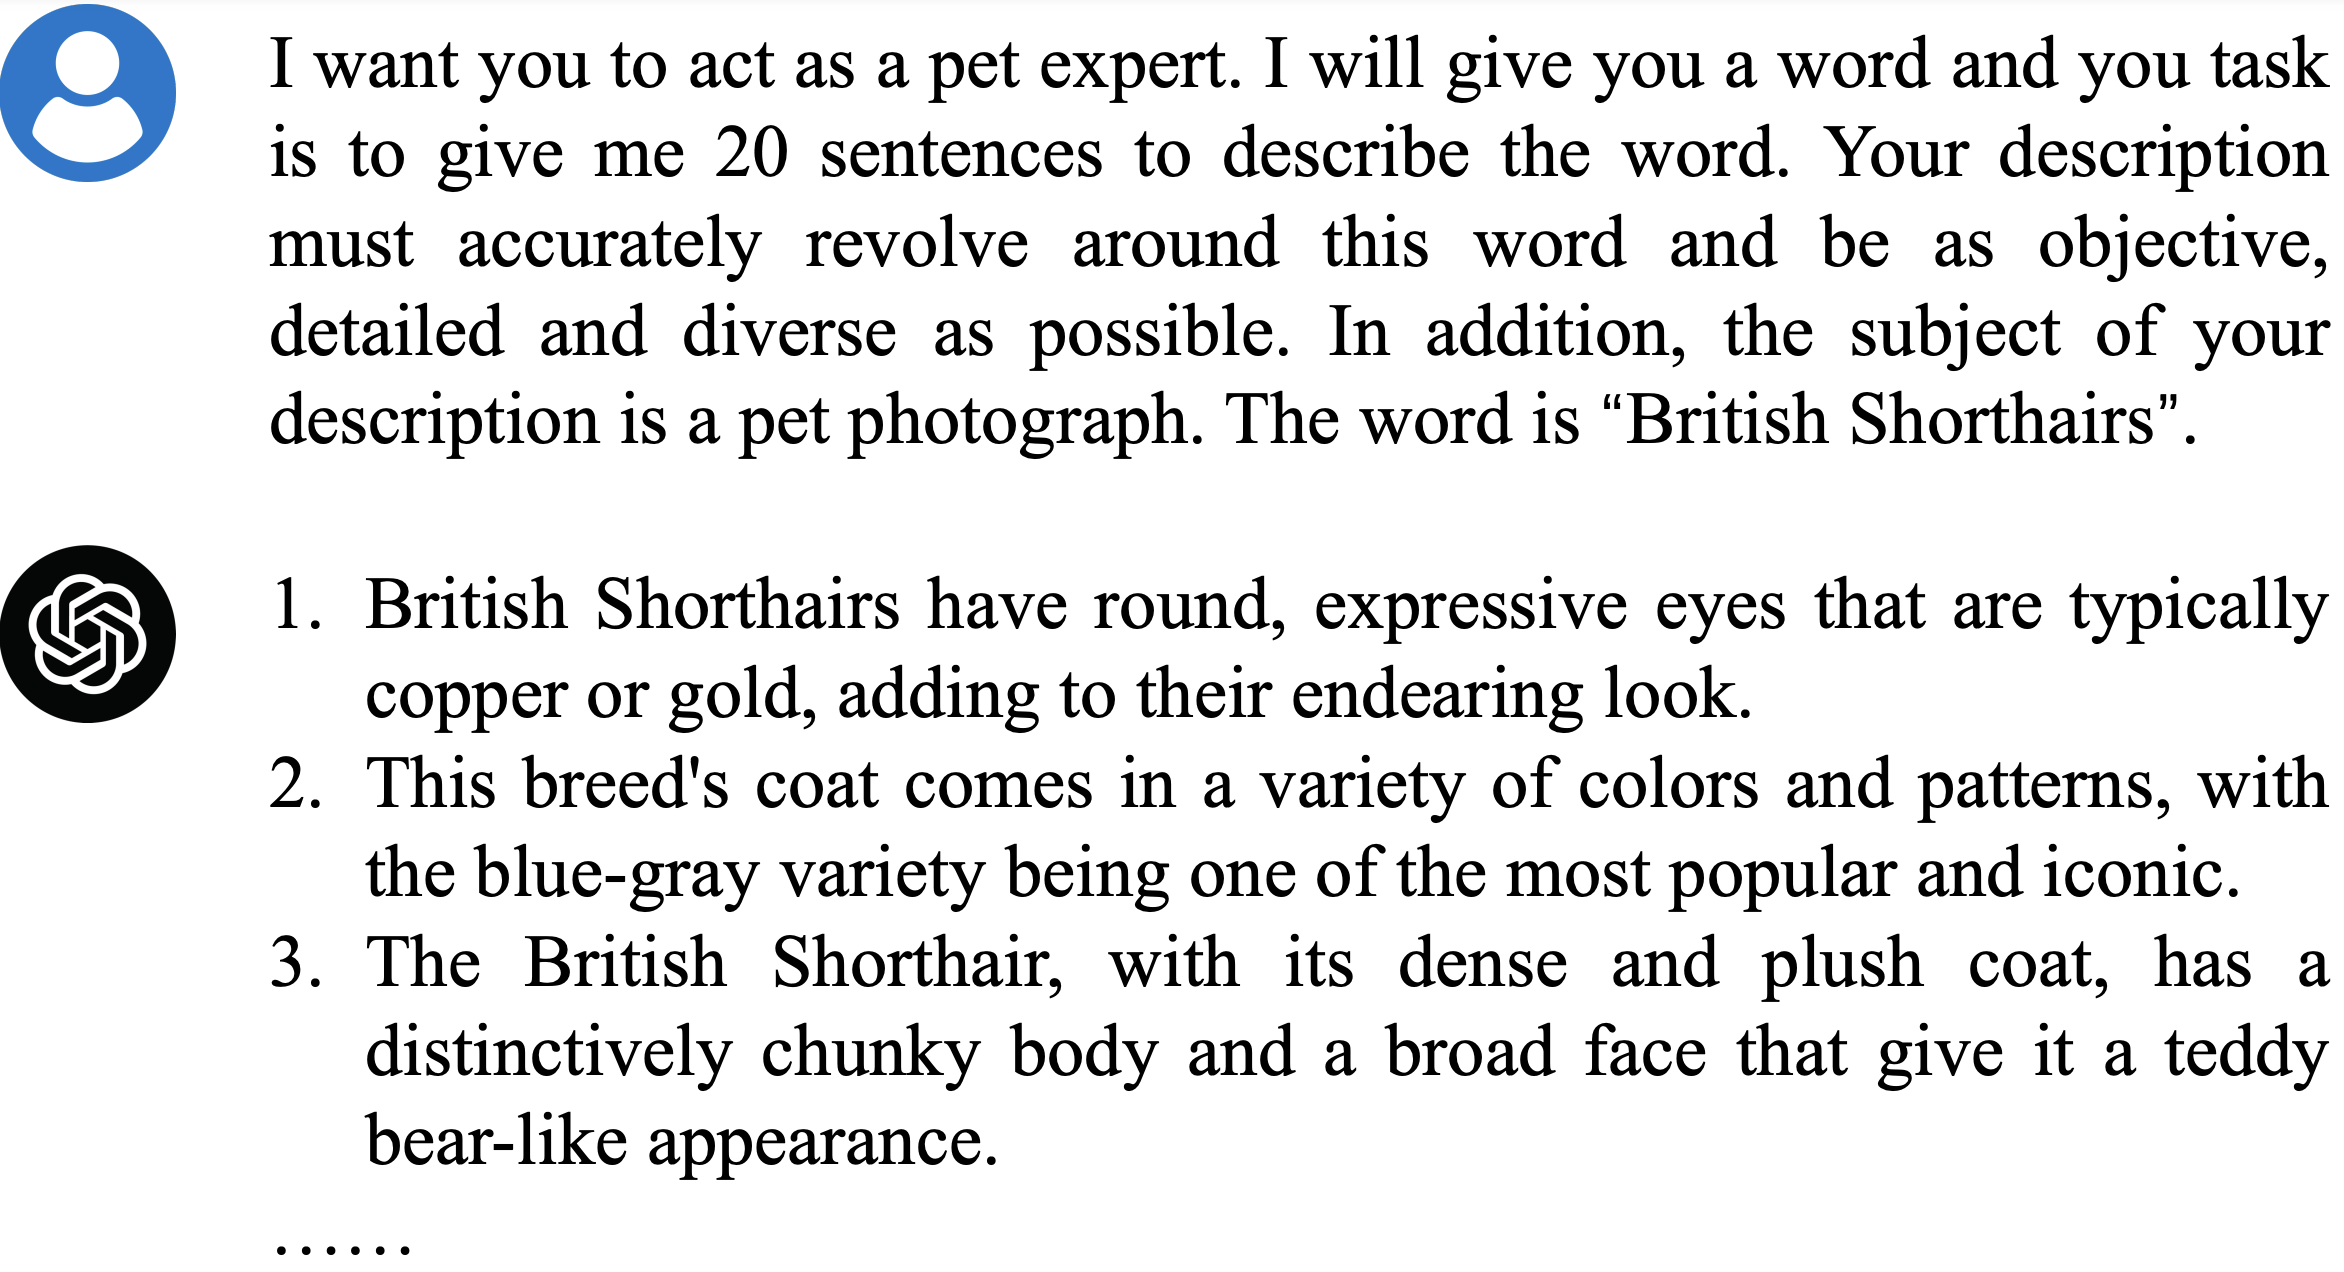 I want you to act as a pet expert. I will give you a word and you task
is to give me 20 sentences to describe the word. Your description
must accurately revolve around this word and be as objective,
detailed and diverse as possible. In addition, the subject of your
description is a pet photograph. The word is “British Shorthairs”.
1. British Shorthairs have round, expressive eyes that are typically
copper or gold, adding to their endearing look.
2. This breed's coat comes in a variety of colors and patterns, with
the blue-gray variety being one of the most popular and iconic.
3. The British Shorthair, with its dense and plush coat, has a
distinctively chunky body and a broad face that give it a teddy
bear-like appearance.
……